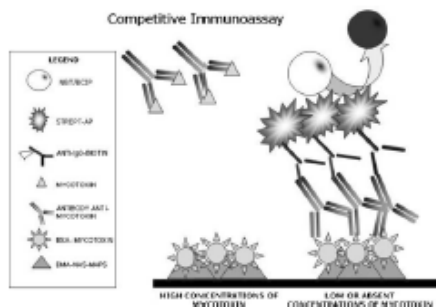 Competitive Immunoassay
LEGEND
NBT/BCIP
STREPT-AP
ANTI-IgG-BIOTIN
MYCOTOXIN
ANTIBODY ANTI-
MYCOTOXIN
BSA-MYCOTOXIN
HIGH CONCENTRATIONS OF
MYCOTOXIN
LOW OR ABSENT
CONCENTRATIONS OF MYCOTOXIN